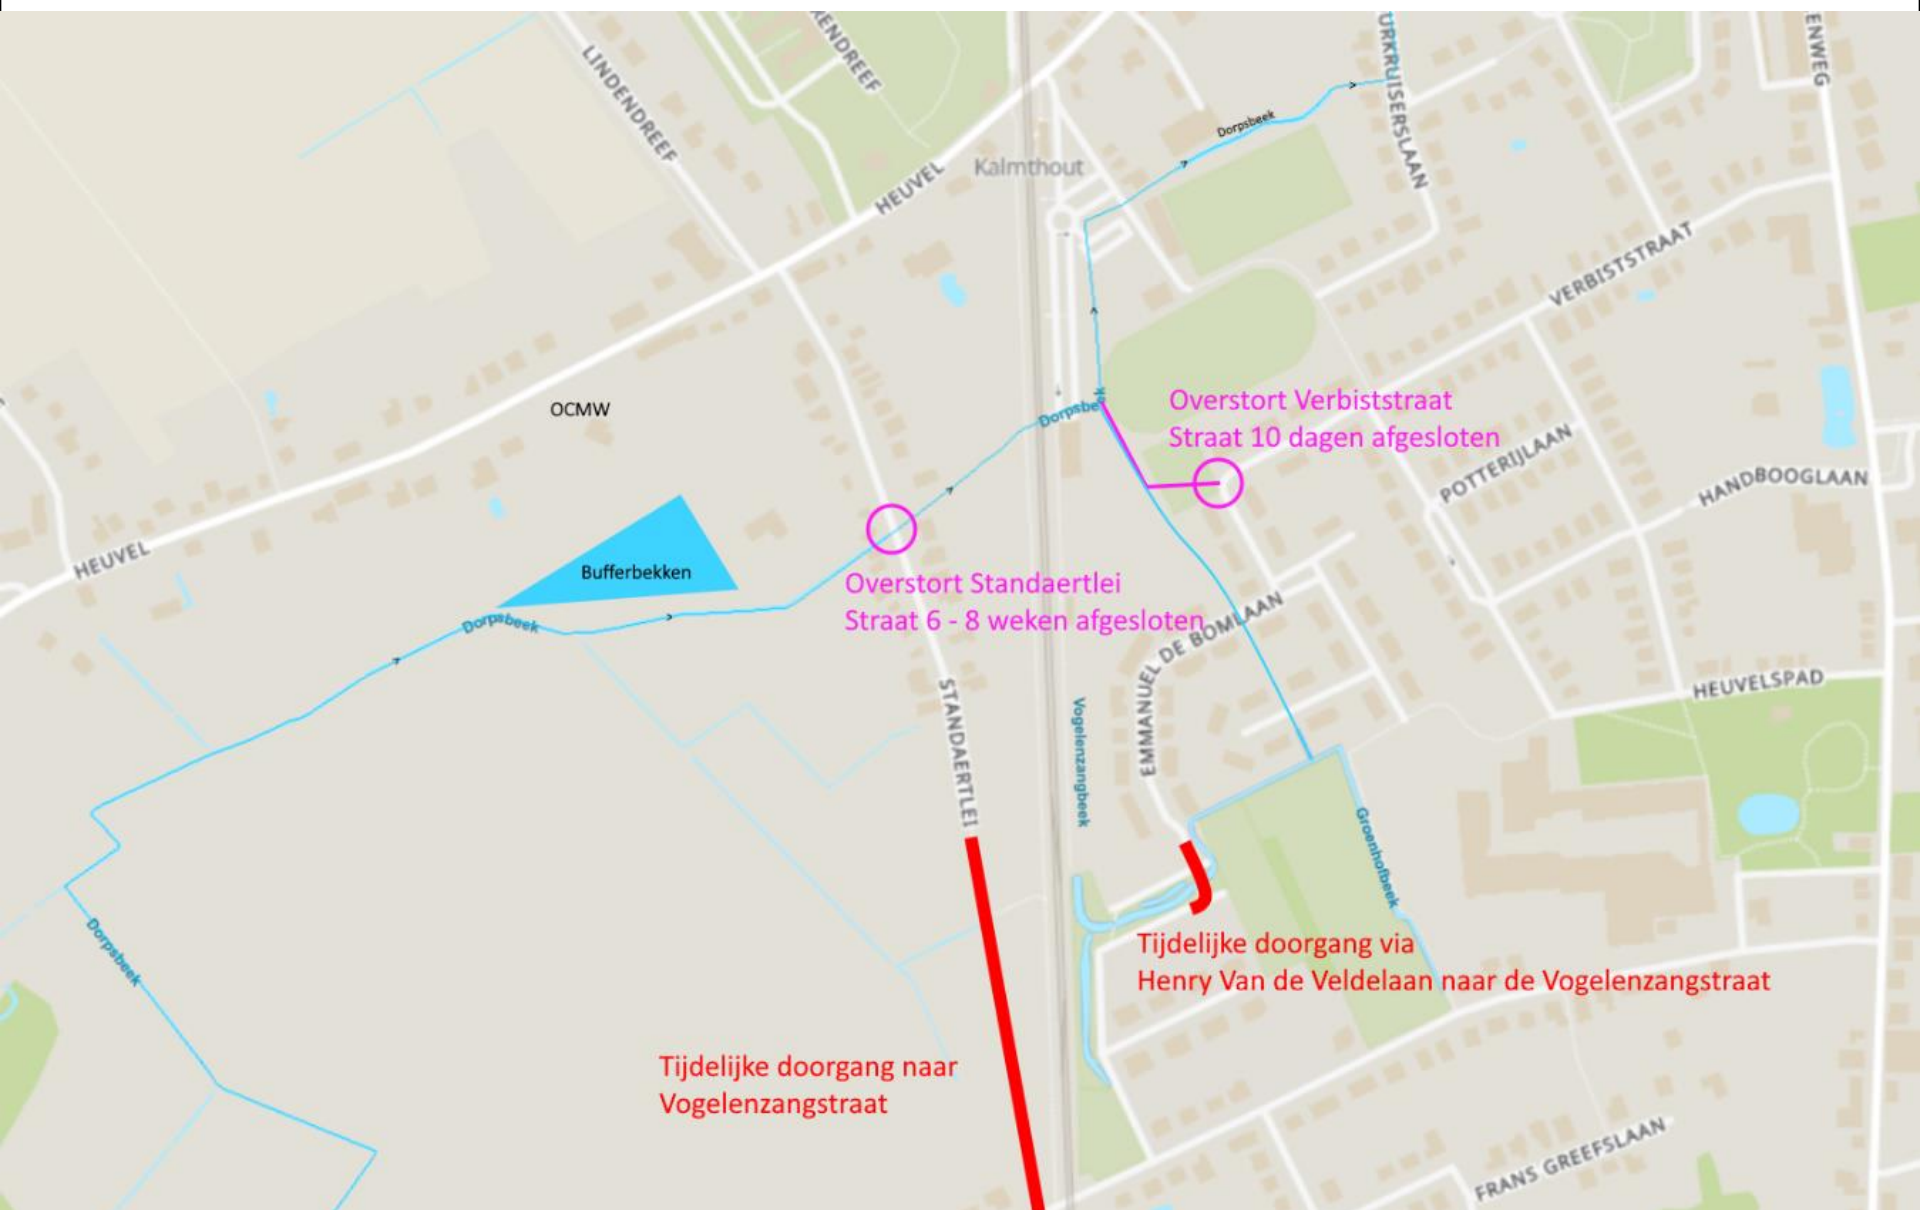 LINDENDREEF
RENDREEF
HEUVEL
Kalmthout
Dorpsbeek
URKRUISERSLAAN
ENWEG
VERBISTSTRAAT
OCMW
Dorpsbeek
Overstort Verbiststraat
Straat 10 dagen afgesloten
POTTERIJLAAN
HANDBOOGLAAN
HEUVEL
Bufferbekken
Dorpsbeek
Overstort Standaertlei
Straat 6 - 8 weken afgesloten
EMMANUEL DE BOMLAAN
STANDAERTLEI
Vogelenzangbeek
HEUVELSPAD
Groenhofbeek
Dorpsbeek
Tijdelijke doorgang via
Henry Van de Veldelaan naar de Vogelenzangstraat
Tijdelijke doorgang naar
Vogelenzangstraat
FRANS GREEFSLAAN